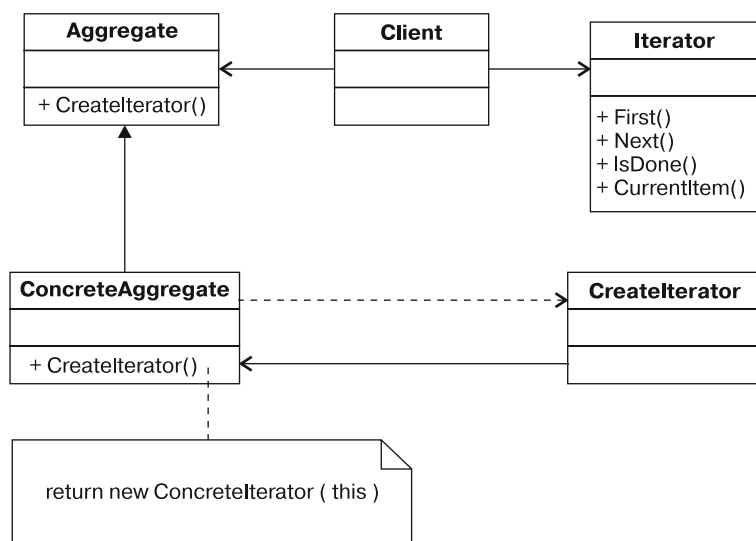 Aggregate
+ CreateIterator()
Client
Iterator
+ First()
+ Next()
+ IsDone()
+ CurrentItem()
ConcreteAggregate
+ CreateIterator()
CreateIterator
return new ConcreteIterator ( this )